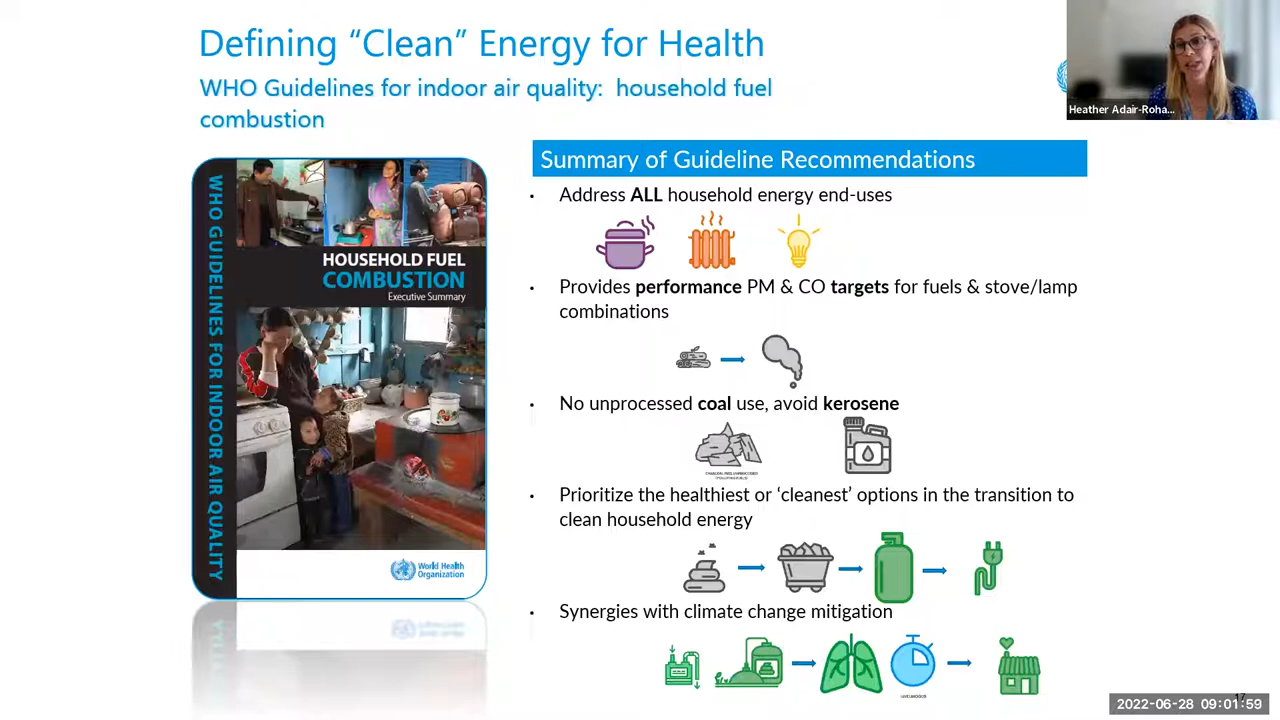 Defining “Clean” Energy for Health
WHO Guidelines for indoor air quality: household fuel
combustion
Heather Adair-Roha...
WHO GUIDELINES FOR INDOOR AIR QUALITY
HOUSEHOLD FUEL
COMBUSTION
Executive Summary
World Health
Organization
Summary of Guideline Recommendations
• Address ALL household energy end-uses
• Provides performance PM & CO targets for fuels & stove/lamp
combinations
• No unprocessed coal use, avoid kerosene
• Prioritize the healthiest or ‘cleanest’ options in the transition to
clean household energy
• Synergies with climate change mitigation
17
2022-06-28 09:01:59